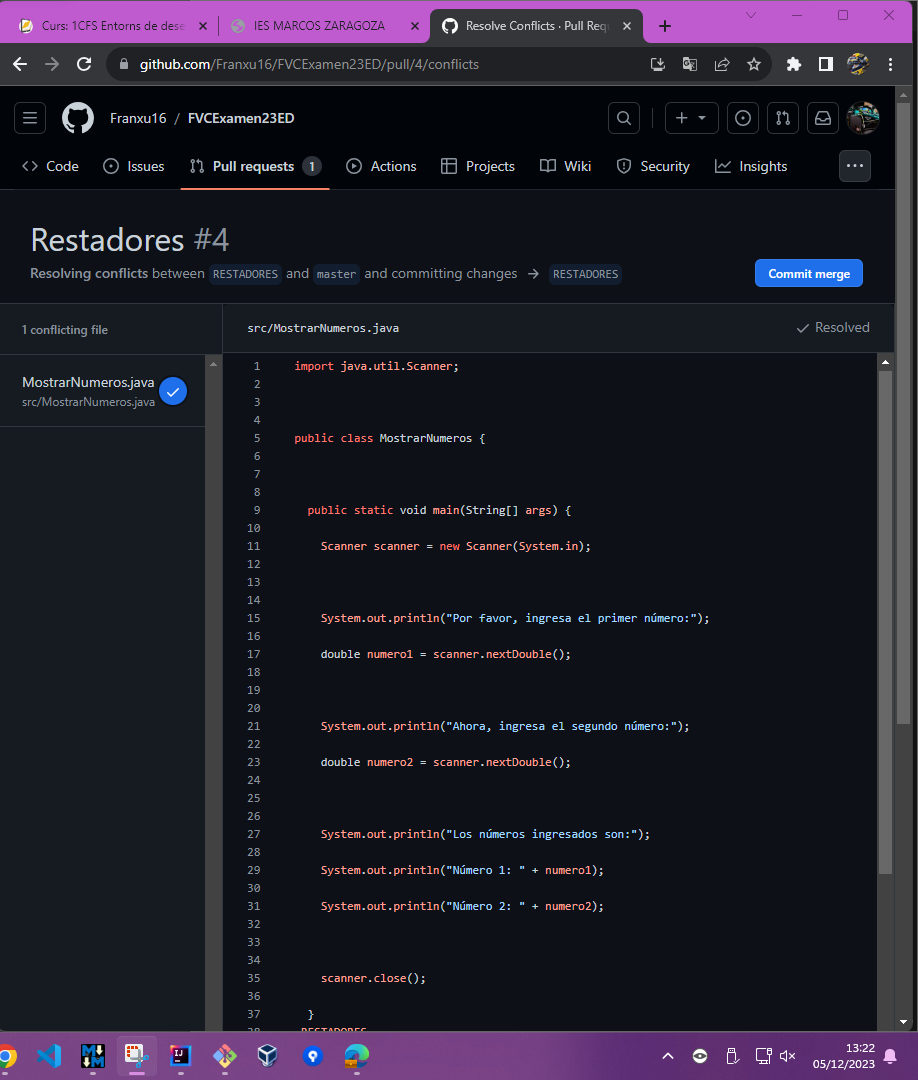 Curs: 1CFS Entorns de dese
IES MARCOS ZARAGOZA
Resolve Conflicts · Pull Requ
github.com/Franxu16/FVCExamen23ED/pull/4/conflicts
Franxu16 / FVCExamen23ED
Code Issues Pull requests 1 Actions Projects Wiki Security Insights
Restadores #4
Resolving conflicts between RESTADORES and master and committing changes → RESTADORES
Commit merge
1 conflicting file
src/MostrarNumeros.java
Resolved
MostrarNumeros.java
src/MostrarNumeros.java
1 import java.util.Scanner;
2
3
4
5 public class MostrarNumeros {
6
7
8
9 public static void main(String[] args) {
10
11 Scanner scanner = new Scanner(System.in);
12
13
14
15 System.out.println("Por favor, ingresa el primer número:");
16
17 double numero1 = scanner.nextDouble();
18
19
20
21 System.out.println("Ahora, ingresa el segundo número:");
22
23 double numero2 = scanner.nextDouble();
24
25
26
27 System.out.println("Los números ingresados son:");
28
29 System.out.println("Número 1: " + numero1);
30
31 System.out.println("Número 2: " + numero2);
32
33
34
35 scanner.close();
36
37 }
38 RESTADORES
13:22
05/12/2023